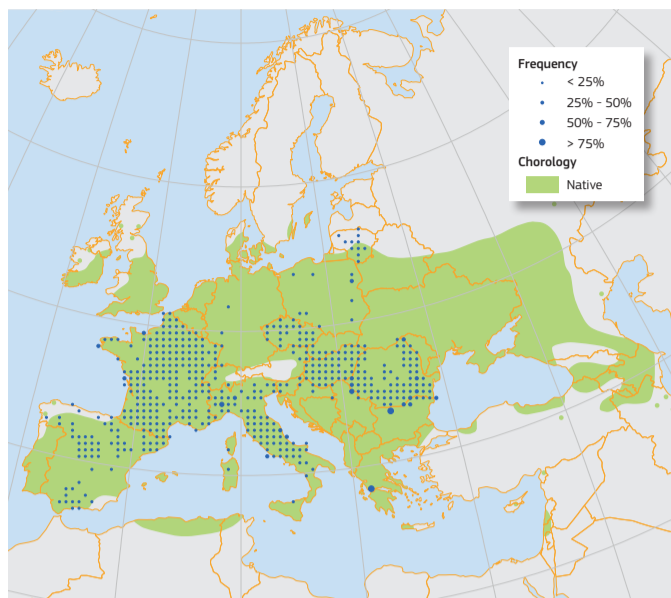 Frequency
< 25%
25% - 50%
50% - 75%
> 75%
Chorology
Native